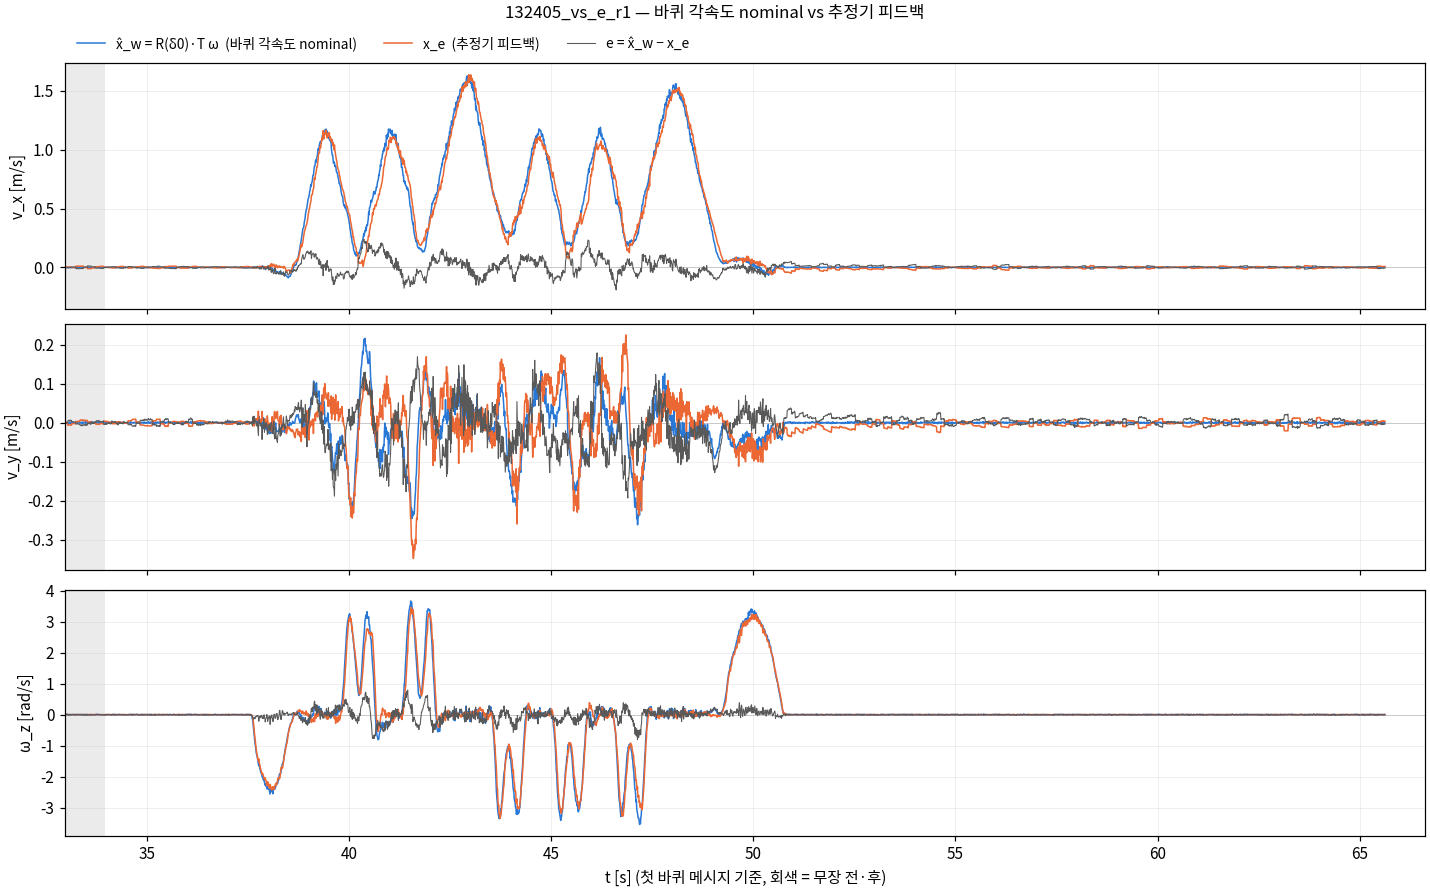 132405_vs_e_r1 — 바퀴 각속도 nominal vs 추정기 피드백
x̂_w = R(δ0)·T ω (바퀴 각속도 nominal) x_e (추정기 피드백) e = x̂_w − x_e
v_x [m/s]
1.5
1.0
0.5
0.0
v_y [m/s]
0.2
0.1
0.0
-0.1
-0.2
-0.3
ω_z [rad/s]
4
3
2
1
0
-1
-2
-3
35 40 45 50 55 60 65
t [s] (첫 바퀴 메시지 기준, 회색 = 무장 전·후)